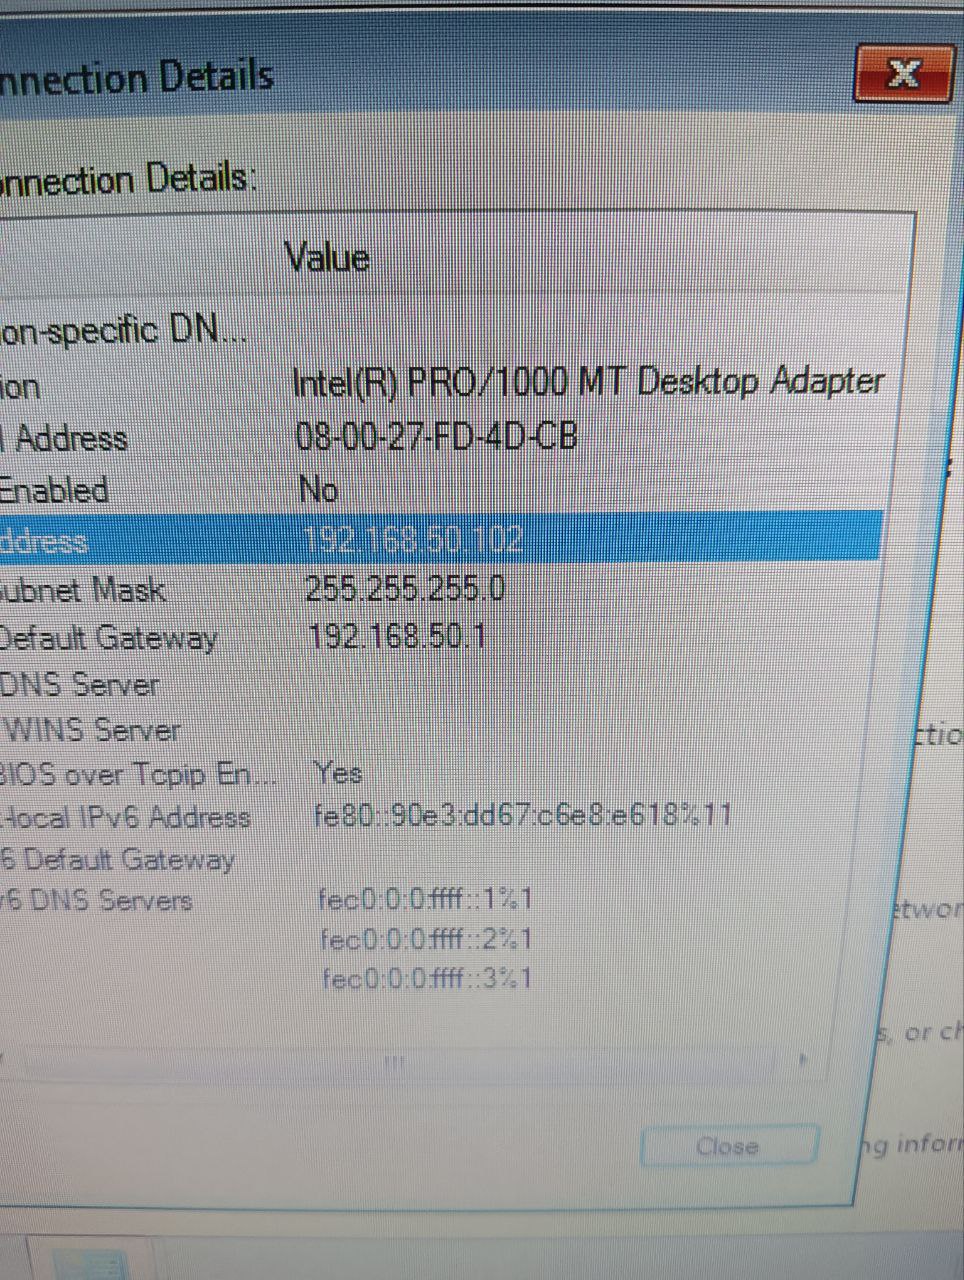 nnection Details
onnection Details:
Value
on-specific DN...
ion Intel(R) PRO/1000 MT Desktop Adapter
l Address 08-00-27-FD-4D-CB
Enabled No
ddress 192.168.50.102
ubnet Mask 255.255.255.0
Default Gateway 192.168.50.1
DNS Server
WINS Server
BIOS over Tcpip En... Yes
-local IPv6 Address fe80::90e3:dd67:c6e8:e618%11
ctio
6 Default Gateway
v6 DNS Servers fec0:0:0:ffff::1%1
etwor
fec0:0:0:ffff::2%1
fec0:0:0:ffff::3%1
s, or ch
Close
ng inforr